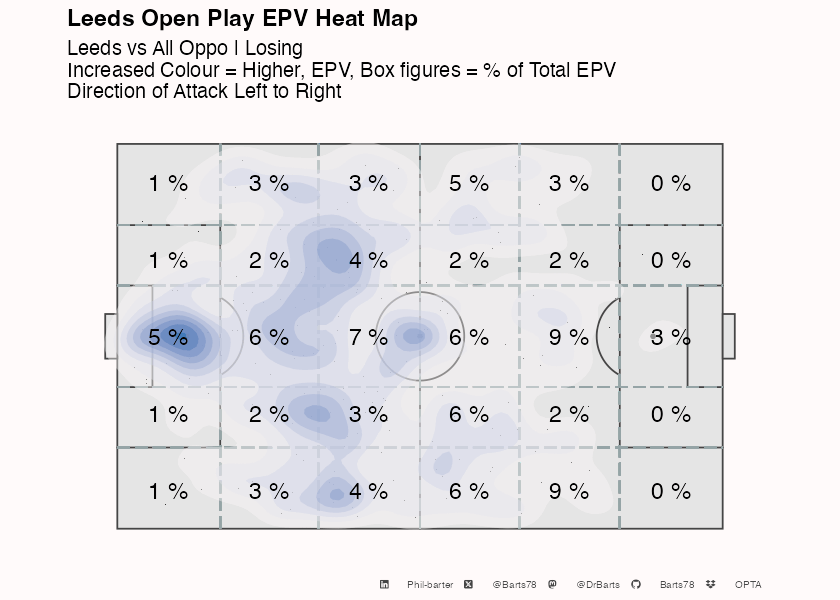 Leeds Open Play EPV Heat Map
Leeds vs All Oppo | Losing
Increased Colour = Higher, EPV, Box figures = % of Total EPV
Direction of Attack Left to Right
1 % 3 % 3 % 5 % 3 % 0 %
1 % 2 % 4 % 2 % 2 % 0 %
5 % 6 % 7 % 6 % 9 % 3 %
1 % 2 % 3 % 6 % 2 % 0 %
1 % 3 % 4 % 6 % 9 % 0 %
Phil-barter @Barts78 @DrBarts Barts78 OPTA